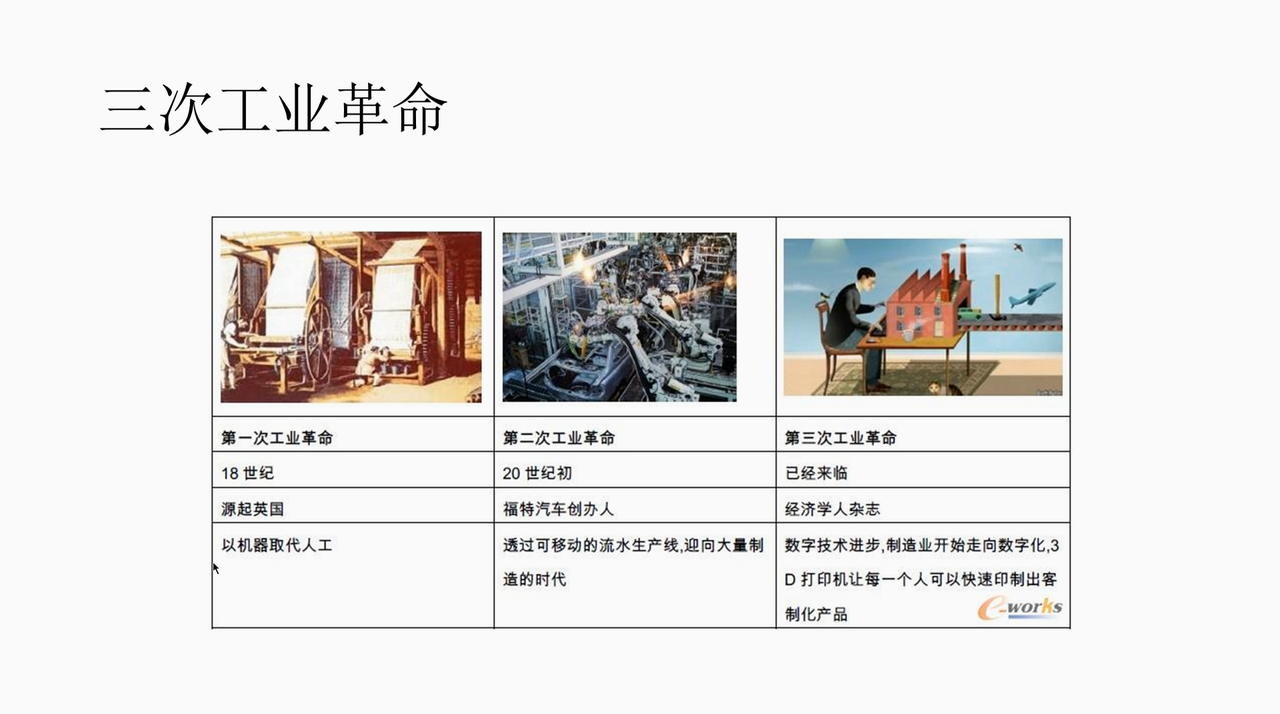 三次工业革命
第一次工业革命
第二次工业革命
第三次工业革命
18 世纪
20 世纪初
已经来临
源起英国
福特汽车创办人
经济学人杂志
以机器取代人工
透过可移动的流水生产线,迎向大量制
造的时代
数字技术进步,制造业开始走向数字化,3
D 打印机让每一个人可以快速印制出客
制化产品
e-works